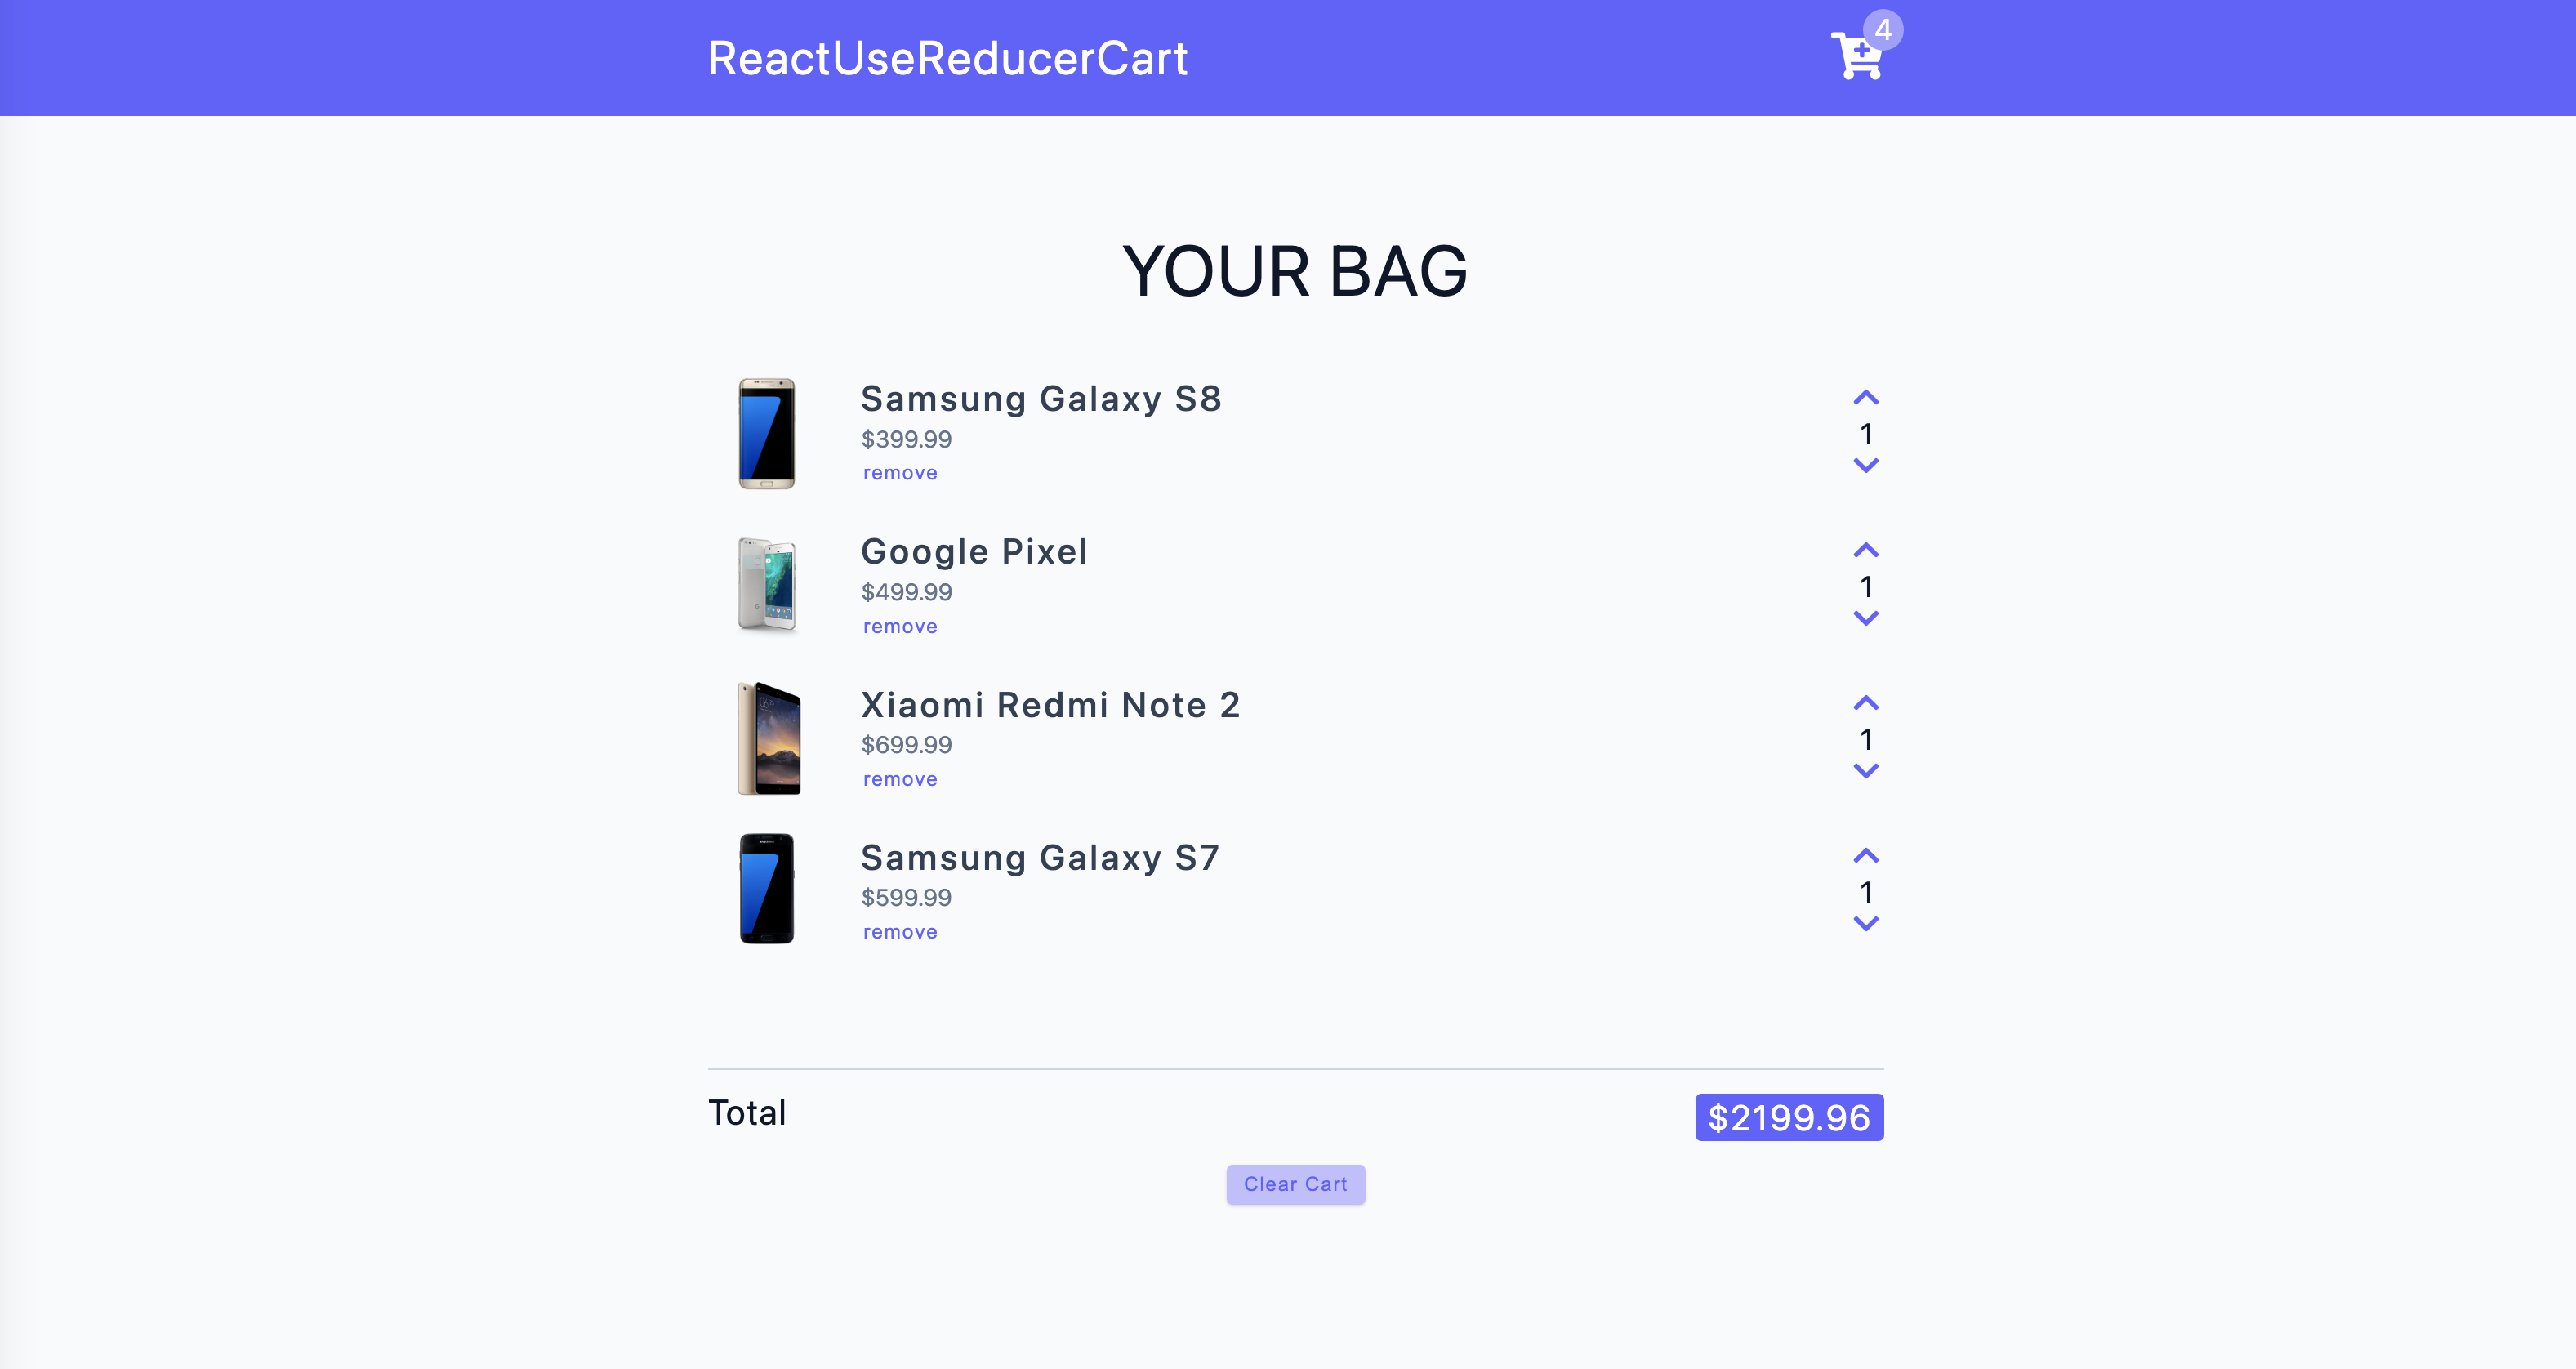 ReactUseReducerCart
4
YOUR BAG
Samsung Galaxy S8
$399.99
remove
1
Google Pixel
$499.99
remove
1
Xiaomi Redmi Note 2
$699.99
remove
1
Samsung Galaxy S7
$599.99
remove
1
Total
$2199.96
Clear Cart